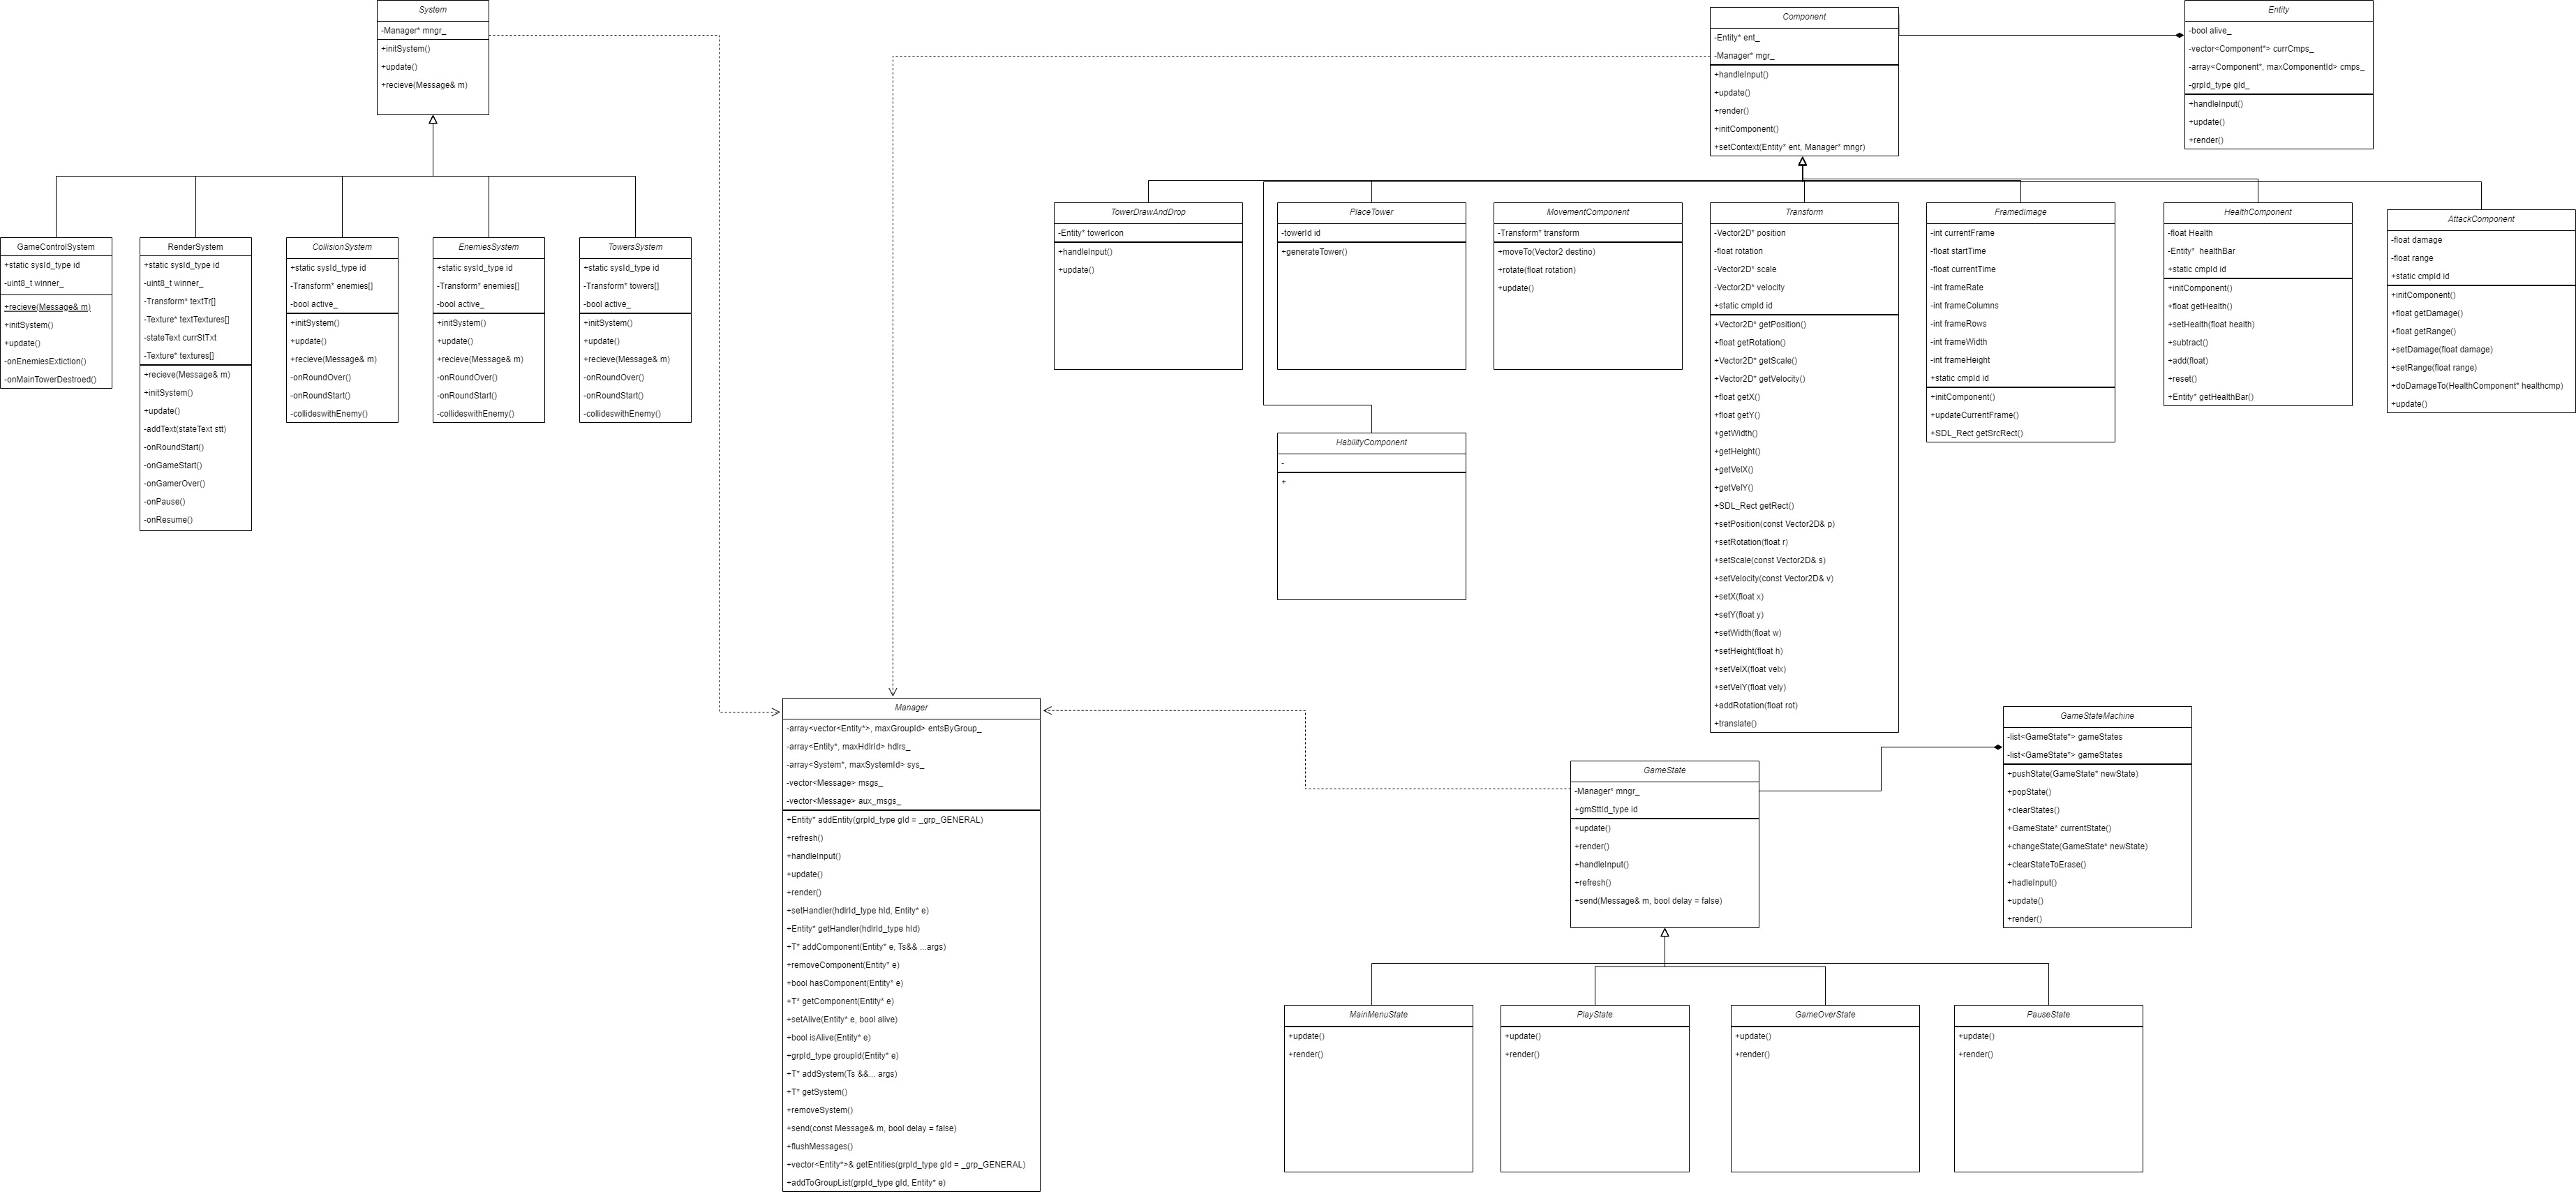 System
-Manager* mngr_
+initSystem()
+update()
+recieve(Message& m)
Component
-Entity* ent_
-Manager* mgr_
+handleInput()
+update()
+render()
+initComponent()
+setContext(Entity* ent, Manager* mngr)
Entity
-bool alive_
-vector<Component*> currCmps_
-array<Component*, maxComponentId> cmps_
-grpId_type gId_
+handleInput()
+update()
+render()
GameControlSystem
+static sysId_type id
-uint8_t winner_
+recieve(Message& m)
+initSystem()
+update()
-onEnemiesExtiction()
-onMainTowerDestroed()
RenderSystem
+static sysId_type id
-uint8_t winner_
-Transform* textTr[]
-Texture* textTextures[]
-stateText currStTxt
-Texture* textures[]
+recieve(Message& m)
+initSystem()
+update()
-addText(stateText stt)
-onRoundStart()
-onGameStart()
-onGamerOver()
-onPause()
-onResume()
CollisionSystem
+static sysId_type id
-Transform* enemies[]
-bool active_
+initSystem()
+update()
+recieve(Message& m)
-onRoundOver()
-onRoundStart()
-collideswithEnemy()
EnemiesSystem
+static sysId_type id
-Transform* enemies[]
-bool active_
+initSystem()
+update()
+recieve(Message& m)
-onRoundOver()
-onRoundStart()
-collideswithEnemy()
TowersSystem
+static sysId_type id
-Transform* towers[]
-bool active_
+initSystem()
+update()
+recieve(Message& m)
-onRoundOver()
-onRoundStart()
-collideswithEnemy()
TowerDrawAndDrop
-Entity* towerIcon
+handleInput()
+update()
PlaceTower
-towerId id
+generateTower()
MovementComponent
-Transform* transform
+moveTo(Vector2 destino)
+rotate(float rotation)
+update()
Transform
-Vector2D* position
-float rotation
-Vector2D* scale
-Vector2D* velocity
+static cmpId id
+Vector2D* getPosition()
+float getRotation()
+Vector2D* getScale()
+Vector2D* getVelocity()
+float getX()
+float getY()
+getWidth()
+getHeight()
+getVelX()
+getVelY()
+SDL_Rect getRect()
+setPosition(const Vector2D& p)
+setRotation(float r)
+setScale(const Vector2D& s)
+setVelocity(const Vector2D& v)
+setX(float x)
+setY(float y)
+setWidth(float w)
+setHeight(float h)
+setVelX(float velx)
+setVelY(float vely)
+addRotation(float rot)
+translate()
FramedImage
-int currentFrame
-float startTime
-float currentTime
-int frameRate
-int frameColumns
-int frameRows
-int frameWidth
-int frameHeight
+static cmpId id
+initComponent()
+updateCurrentFrame()
+SDL_Rect getSrcRect()
HealthComponent
-float Health
-Entity* healthBar
+static cmpId id
+initComponent()
+float getHealth()
+setHealth(float health)
+subtract()
+add(float)
+reset()
+Entity* getHealthBar()
AttackComponent
-float damage
-float range
+static cmpId id
+initComponent()
+float getDamage()
+float getRange()
+setDamage(float damage)
+setRange(float range)
+doDamageTo(HealthComponent* healthcmp)
+update()
HabilityComponent
-
+
Manager
-array<vector<Entity*>, maxGroupId> entsByGroup_
-array<Entity*, maxHdlrId> hdlrs_
-array<System*, maxSystemId> sys_
-vector<Message> msgs_
-vector<Message> aux_msgs_
+Entity* addEntity(grpId_type gId = _grp_GENERAL)
+refresh()
+handleInput()
+update()
+render()
+setHandler(hdlrId_type hId, Entity* e)
+Entity* getHandler(hdlrId_type hId)
+T* addComponent(Entity* e, Ts&& ...args)
+removeComponent(Entity* e)
+bool hasComponent(Entity* e)
+T* getComponent(Entity* e)
+setAlive(Entity* e, bool alive)
+bool isAlive(Entity* e)
+grpId_type groupId(Entity* e)
+T* addSystem(Ts &&... args)
+T* getSystem()
+removeSystem()
+send(const Message& m, bool delay = false)
+flushMessages()
+vector<Entity*>& getEntities(grpId_type gId = _grp_GENERAL)
+addToGroupList(grpId_type gId, Entity* e)
GameState
-Manager* mngr_
+gmSttId_type id
+update()
+render()
+handleInput()
+refresh()
+send(Message& m, bool delay = false)
GameStateMachine
-list<GameState*> gameStates
-list<GameState*> gameStates
+pushState(GameState* newState)
+popState()
+clearStates()
+GameState* currentState()
+changeState(GameState* newState)
+clearStateToErase()
+hadleInput()
+update()
+render()
MainMenuState
+update()
+render()
PlayState
+update()
+render()
GameOverState
+update()
+render()
PauseState
+update()
+render()